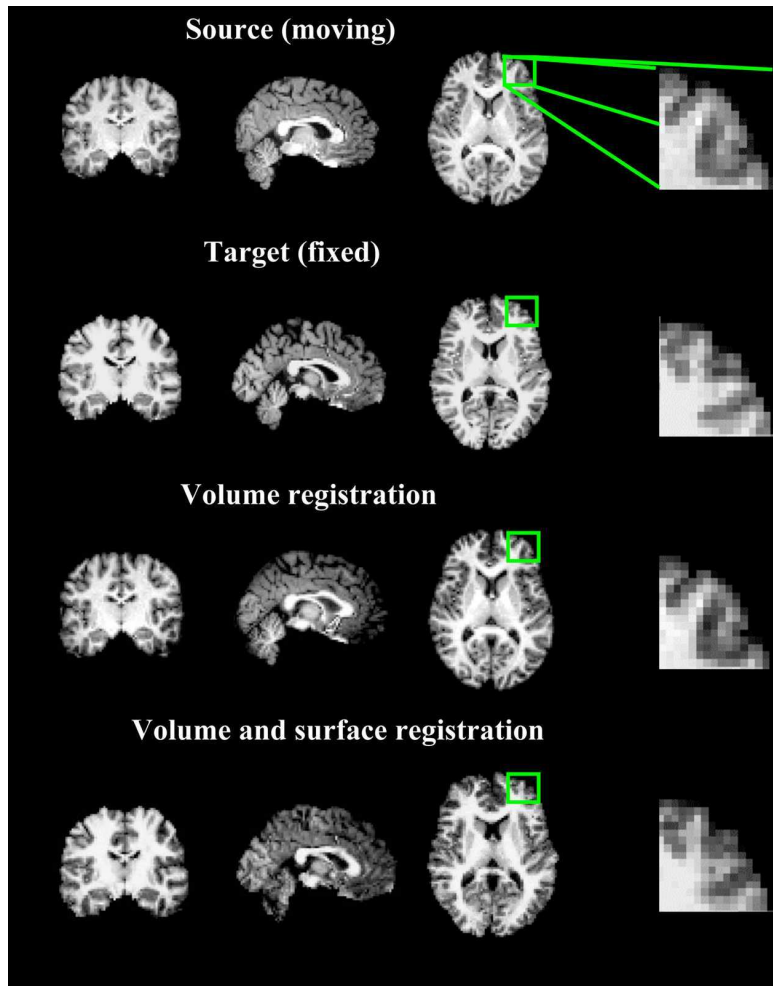 Source (moving)
Target (fixed)
Volume registration
Volume and surface registration